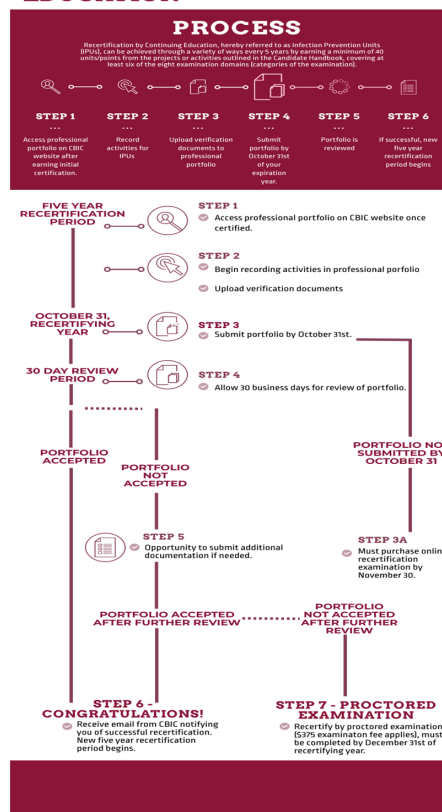 EDUCATION
PROCESS
Recertification by Continuing Education, hereby referred to as Infection Prevention Units
(IPUs), can be achieved through a variety of ways every 5 years by earning a minimum of 40
units/points from the projects or activities outlined in the Candidate Handbook, covering at
least six of the eight examination domains (categories of the examination).
STEP 1
...
Access professional
portfolio on CBIC
website after
earning initial
certification.
STEP 2
...
Record
activities for
IPUs
STEP 3
...
Upload verification
documents to
professional
portfolio
STEP 4
...
Submit
portfolio by
October 31st
of your
expiration
year.
STEP 5
...
Portfolio is
reviewed
STEP 6
...
If successful, new
five year
recertification
period begins
FIVE YEAR
RECERTIFICATION
PERIOD
STEP 1
Access professional portfolio on CBIC website once
certified.
STEP 2
Begin recording activities in professional porfolio
Upload verification documents
OCTOBER 31,
RECERTIFYING
YEAR
STEP 3
Submit portfolio by October 31st.
30 DAY REVIEW
PERIOD
STEP 4
Allow 30 business days for review of portfolio.
PORTFOLIO
ACCEPTED
PORTFOLIO
NOT
ACCEPTED
PORTFOLIO NO
SUBMITTED BY
OCTOBER 31
STEP 5
Opportunity to submit additional
documentation if needed.
STEP 3A
Must purchase onlin
recertification
examination by
November 30.
PORTFOLIO ACCEPTED
AFTER FURTHER REVIEW
PORTFOLIO
NOT ACCEPTED
AFTER FURTHER
REVIEW
STEP 6 -
CONGRATULATIONS!
Receive email from CBIC notifying
you of successful recertification.
New five year recertification
period begins.
STEP 7 - PROCTORED
EXAMINATION
Recertify by proctored examination
($375 examinaton fee applies), must
be completed by December 31st of
recertifying year.